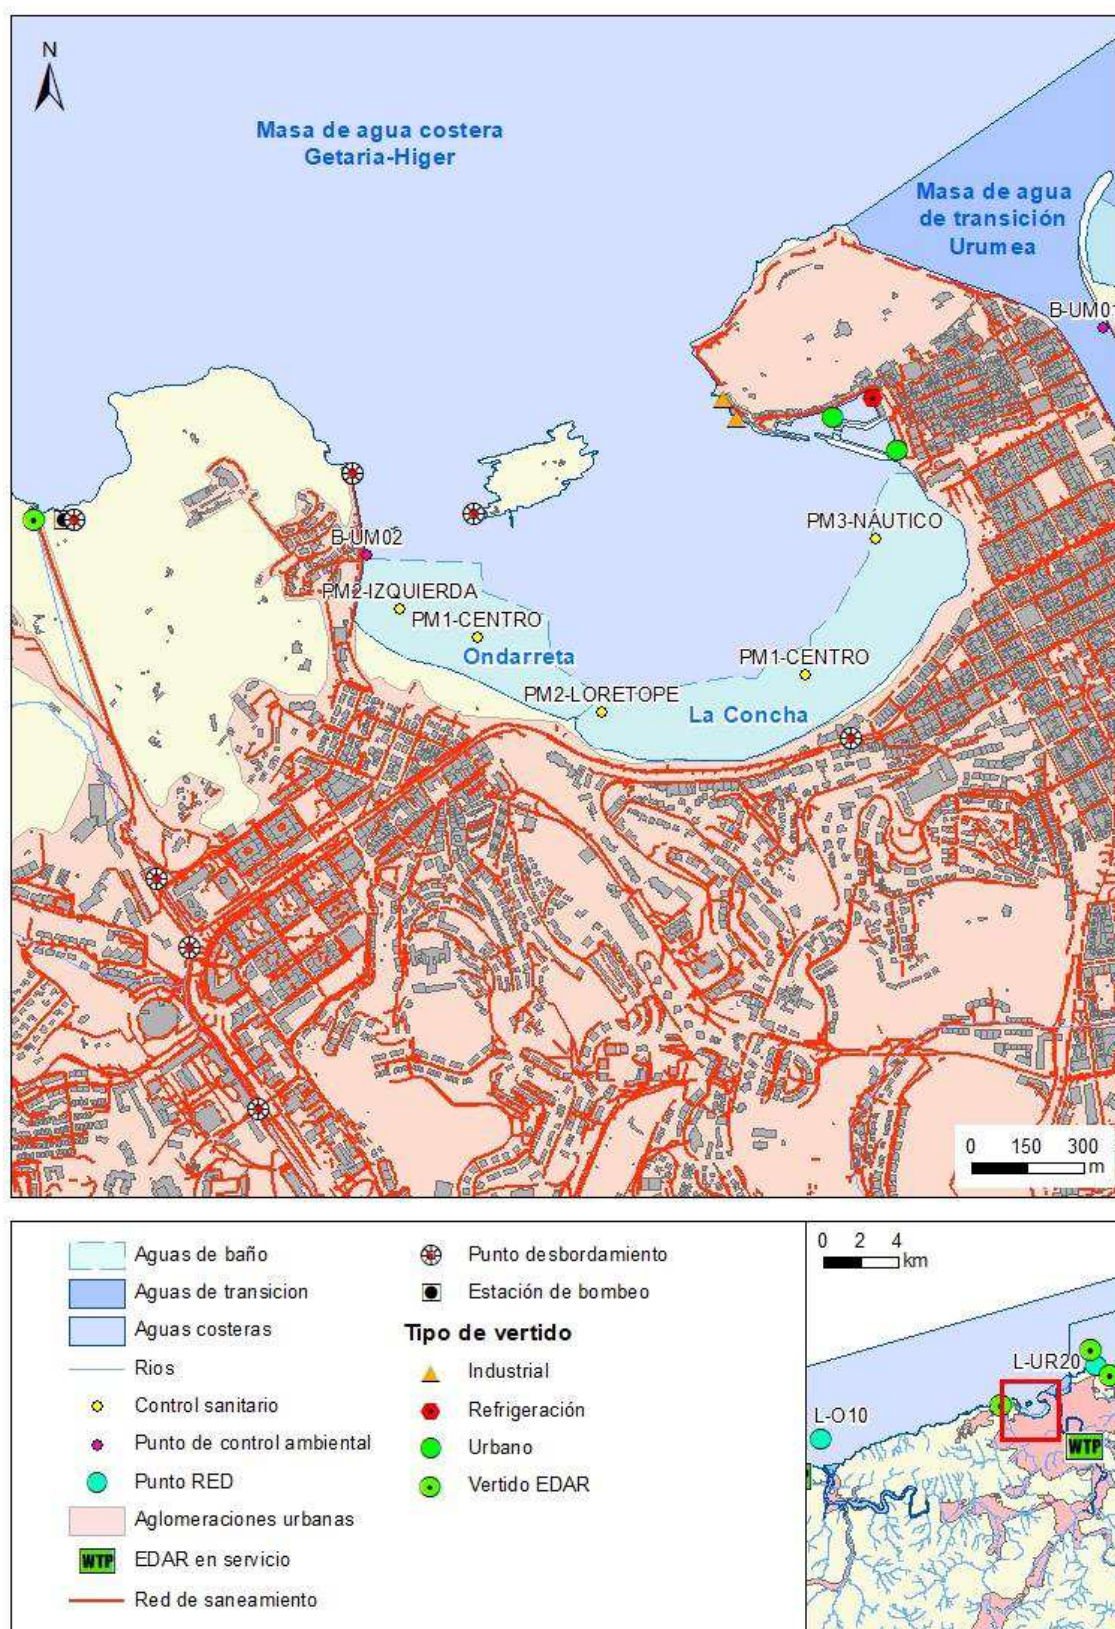 N
Masa de agua costera
Getaria-Higer
Masa de agua
de transición
Urumea
B-UM01
PM3-NÁUTICO
B-UM02
PM2-IZQUIERDA
PM1-CENTRO
Ondarreta
PM1-CENTRO
PM2-LORETOPE
La Concha
0 150 300
m
Aguas de baño
Aguas de transicion
Aguas costeras
Rios
Control sanitario
Punto de control ambiental
Punto RED
Aglomeraciones urbanas
WTP EDAR en servicio
Red de saneamiento
Punto desbordamiento
Estación de bombeo
Tipo de vertido
Industrial
Refrigeración
Urbano
Vertido EDAR
0 2 4
km
L-UR20
L-O10
WTP